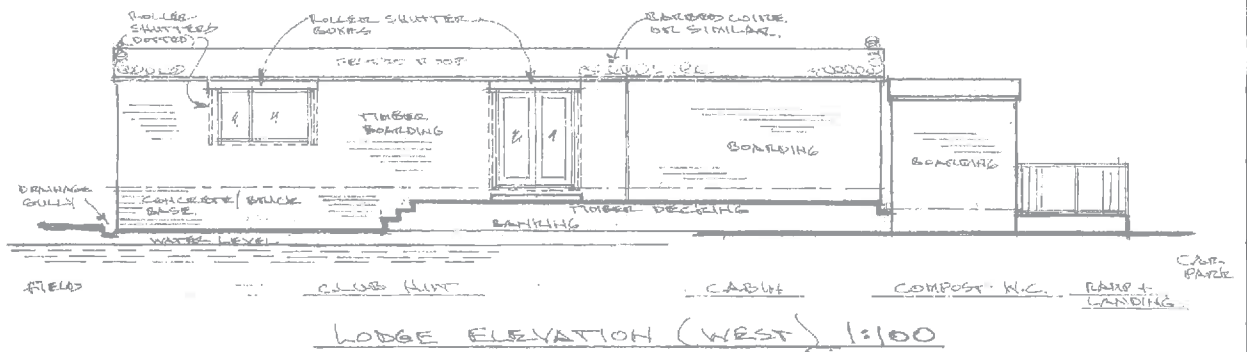 ROLLER
SHUTTERS
(DOTTED)
ROLLER SHUTTER
BOXES
BARBED WIRE
OR SIMILAR.
TIMBER
BOARDING
BOARDING
BOARDING
DRAINAGE
GULLY
CONCRETE/BRICK
BASE
TIMBER DECKING
BANKING
WATER LEVEL
CAR
PARK
FIELD
CLUB HUT
CABIN
COMPOST W.C.
RAMP +
LANDING
LODGE ELEVATION (WEST) 1:100